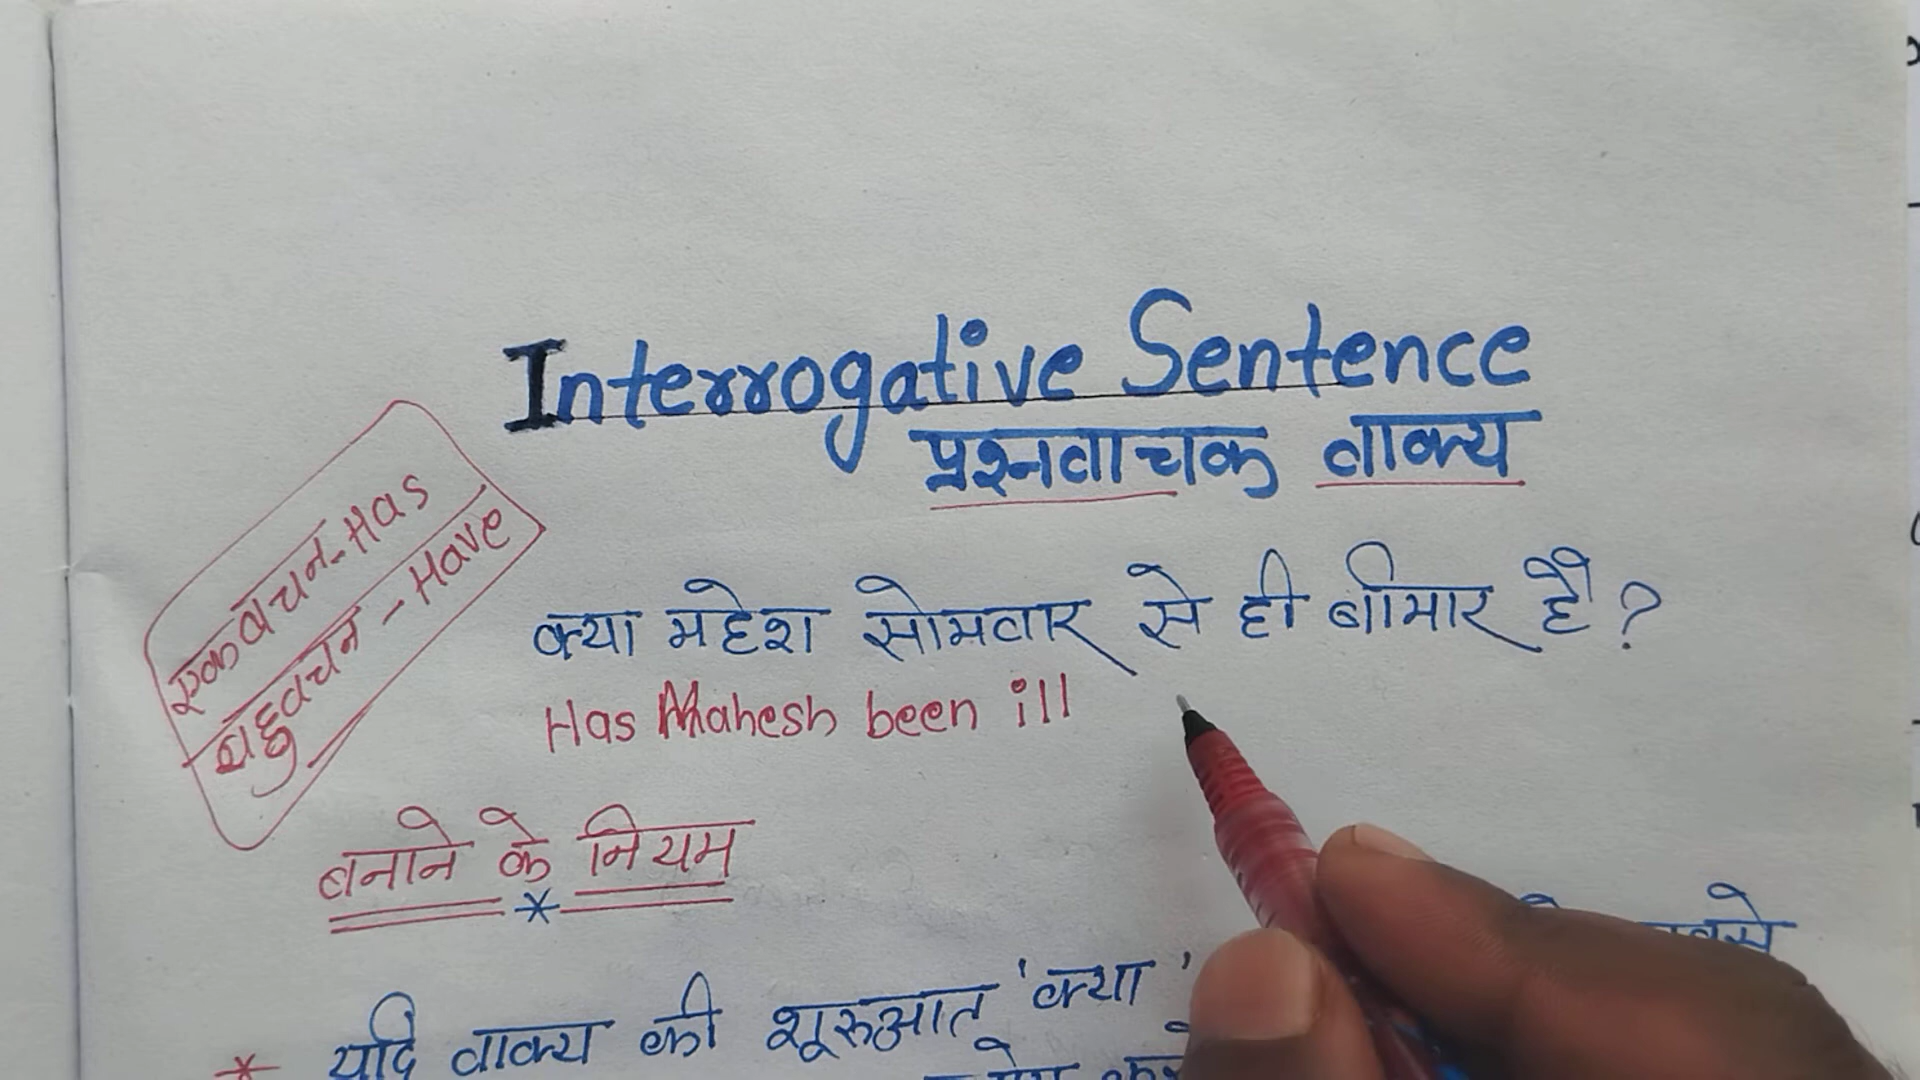 Interrogative Sentence
प्रश्नवाचक वाक्य
एकवचन - Has
बहुवचन - Have
क्या महेश सोमवार से ही बीमार है ?
Has Mahesh been ill
बनाने के नियम
* यदि वाक्य की शुरुआत 'क्या'